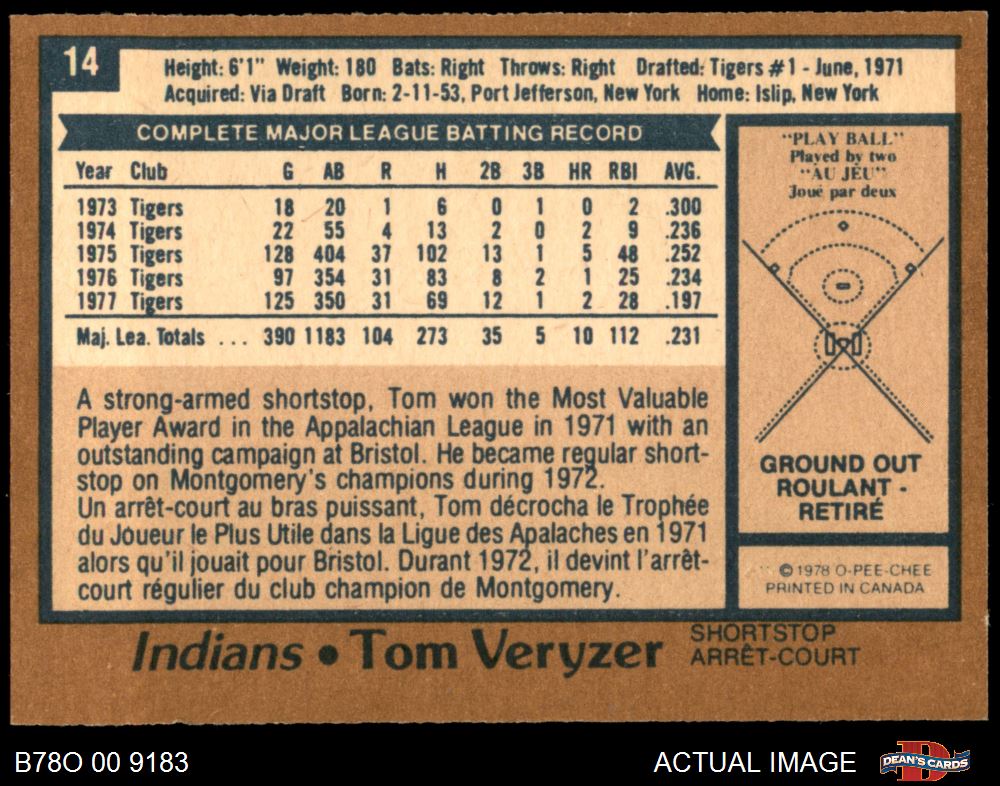 14
Height: 6'1" Weight: 180 Bats: Right Throws: Right Drafted: Tigers #1 - June, 1971
Acquired: Via Draft Born: 2-11-53, Port Jefferson, New York Home: Islip, New York
COMPLETE MAJOR LEAGUE BATTING RECORD
Year Club G AB R H 2B 3B HR RBI AVG.
1973 Tigers 18 20 1 6 0 1 0 2 .300
1974 Tigers 22 55 4 13 2 0 2 9 .236
1975 Tigers 128 404 37 102 13 1 5 48 .252
1976 Tigers 97 354 31 83 8 2 1 25 .234
1977 Tigers 125 350 31 69 12 1 2 28 .197
Maj. Lea. Totals ... 390 1183 104 273 35 5 10 112 .231
A strong-armed shortstop, Tom won the Most Valuable
Player Award in the Appalachian League in 1971 with an
outstanding campaign at Bristol. He became regular short-
stop on Montgomery's champions during 1972.
Un arrêt-court au bras puissant, Tom décrocha le Trophée
du Joueur le Plus Utile dans la Ligue des Apalaches en 1971
alors qu'il jouait pour Bristol. Durant 1972, il devint l'arrêt-
court régulier du club champion de Montgomery.
"PLAY BALL"
Played by two
"AU JEU"
Joué par deux
GROUND OUT
ROULANT -
RETIRÉ
© 1978 O-PEE-CHEE
PRINTED IN CANADA
Indians • Tom Veryzer
SHORTSTOP
ARRÊT-COURT
B78O 00 9183
ACTUAL IMAGE
DEAN'S CARDS